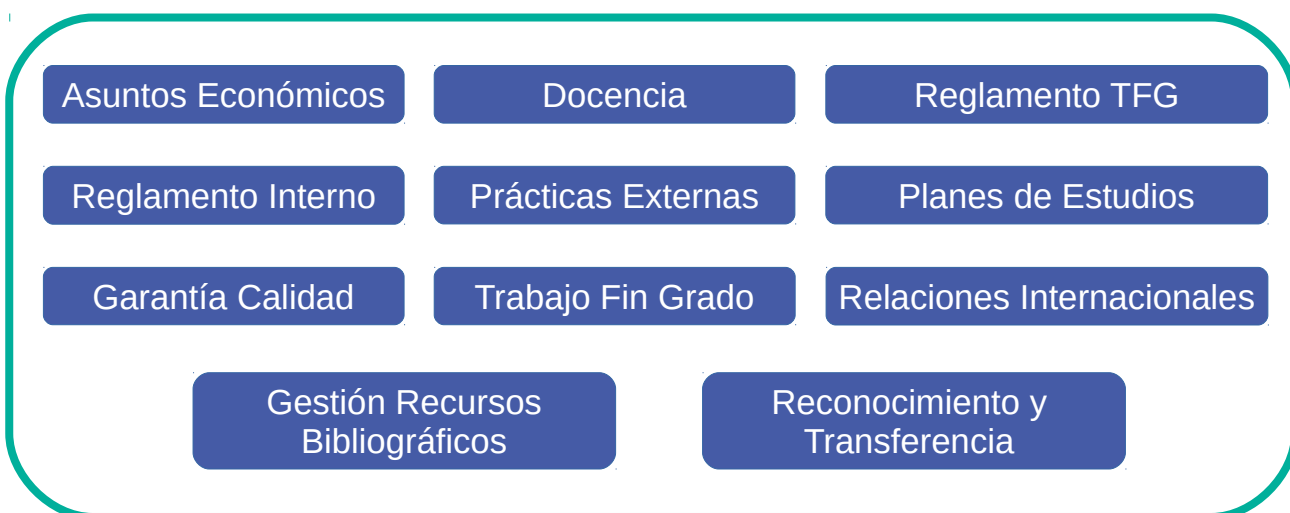 Asuntos Económicos
Docencia
Reglamento TFG
Reglamento Interno
Prácticas Externas
Planes de Estudios
Garantía Calidad
Trabajo Fin Grado
Relaciones Internacionales
Gestión Recursos
Bibliográficos
Reconocimiento y
Transferencia